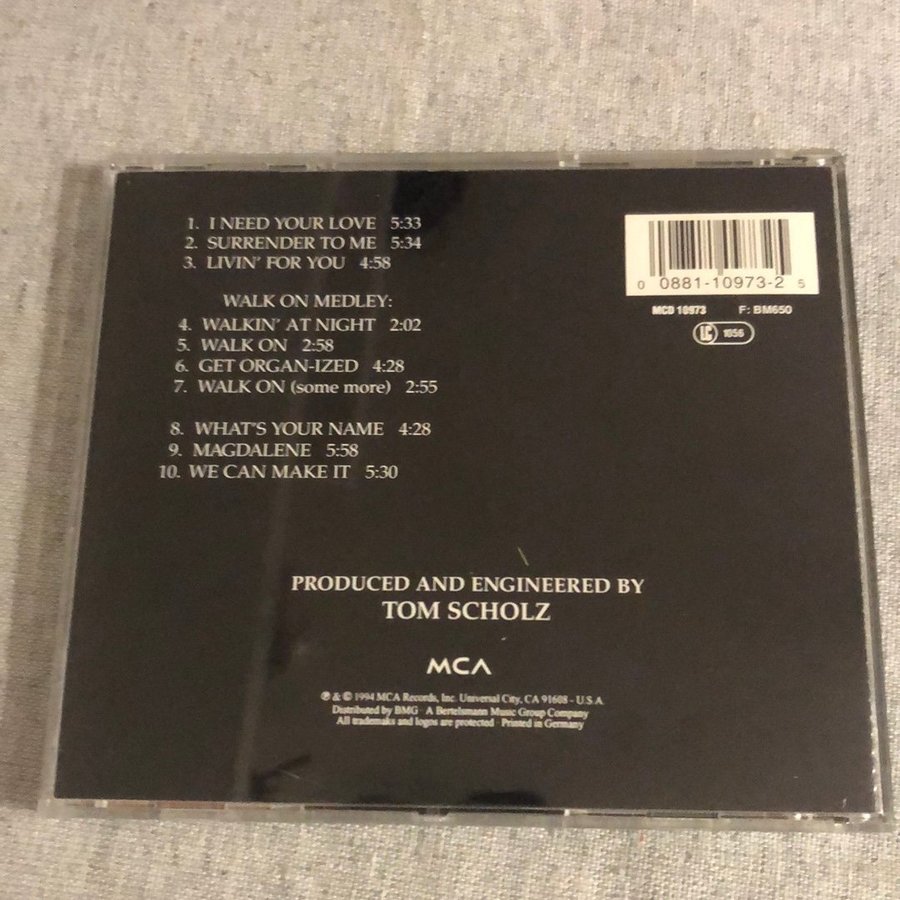 1. I NEED YOUR LOVE 5:33
2. SURRENDER TO ME 5:34
3. LIVIN' FOR YOU 4:58
WALK ON MEDLEY:
4. WALKIN' AT NIGHT 2:02
5. WALK ON 2:58
6. GET ORGAN-IZED 4:28
7. WALK ON (some more) 2:55
8. WHAT'S YOUR NAME 4:28
9. MAGDALENE 5:58
10. WE CAN MAKE IT 5:30
0 0881-10973-2 5
MCD 10973 F: BM650
LC 1056
PRODUCED AND ENGINEERED BY
TOM SCHOLZ
MCA
℗ & © 1994 MCA Records, Inc. Universal City, CA 91608 - U.S.A.
Distributed by BMG · A Bertelsmann Music Group Company
All trademaks and logos are protected · Printed in Germany